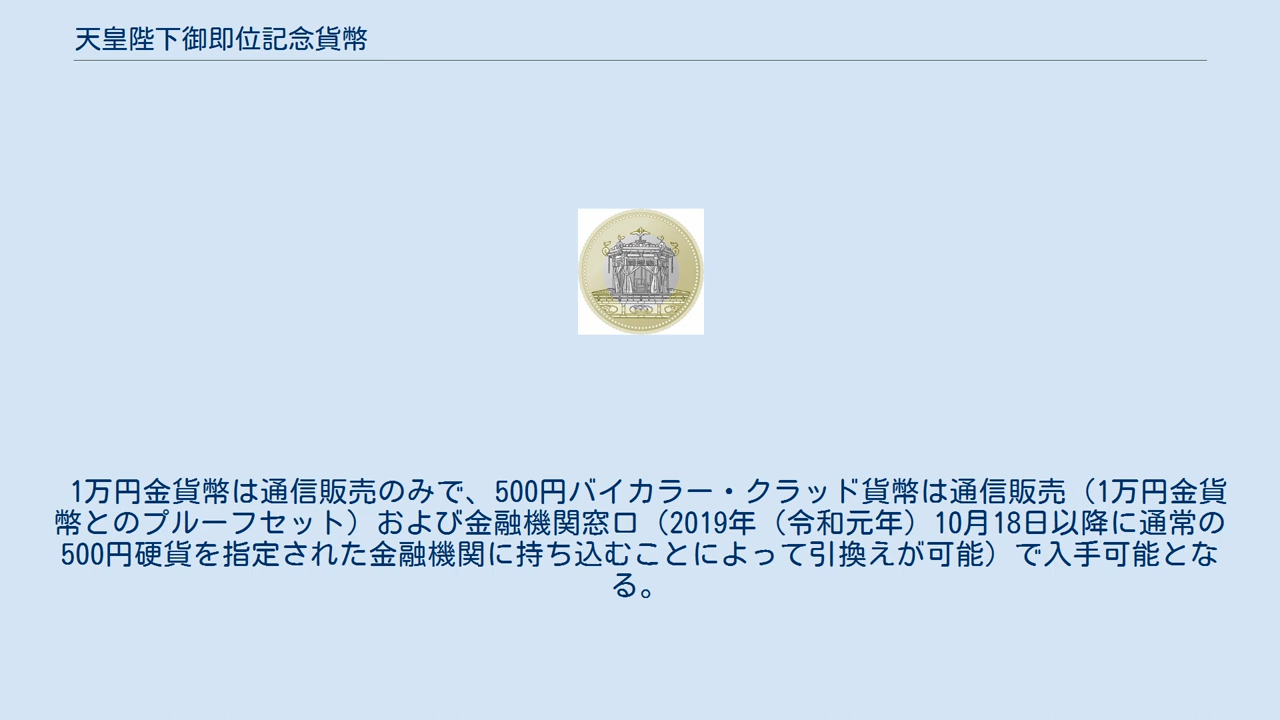 天皇陛下御即位記念貨幣
1万円金貨幣は通信販売のみで、500円バイカラー・クラッド貨幣は通信販売（1万円金貨
幣とのプルーフセット）および金融機関窓口（2019年（令和元年）10月18日以降に通常の
500円硬貨を指定された金融機関に持ち込むことによって引換えが可能）で入手可能とな
る。